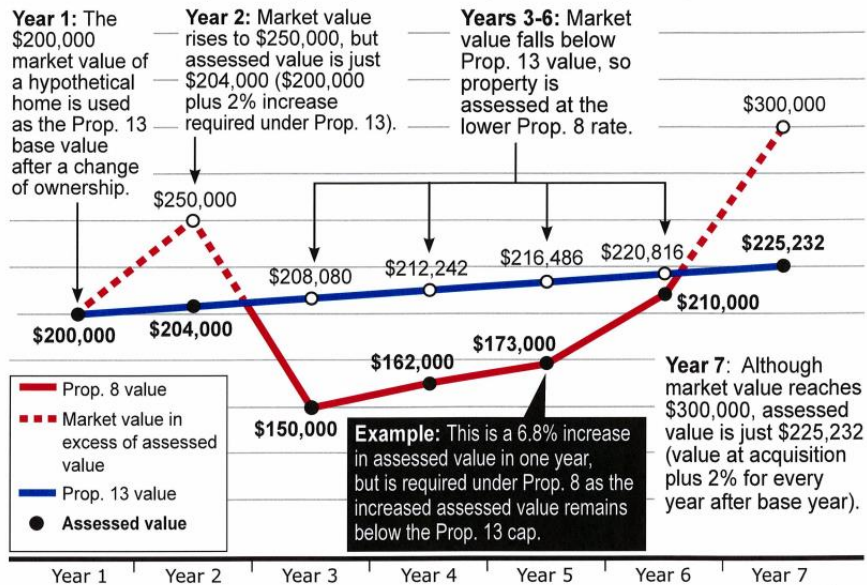 Year 1: The
$200,000
market value of
a hypothetical
home is used
as the Prop. 13
base value
after a change
of ownership.
Year 2: Market value
rises to $250,000, but
assessed value is just
$204,000 ($200,000
plus 2% increase
required under Prop. 13).
Years 3-6: Market
value falls below
Prop. 13 value, so
property is
assessed at the
lower Prop. 8 rate.
$300,000
$250,000
$208,080
$212,242
$216,486
$220,816
$225,232
$200,000
$204,000
$210,000
$162,000
$173,000
$150,000
Prop. 8 value
Market value in
excess of assessed
value
Prop. 13 value
Assessed value
Example: This is a 6.8% increase
in assessed value in one year,
but is required under Prop. 8 as the
increased assessed value remains
below the Prop. 13 cap.
Year 7: Although
market value reaches
$300,000, assessed
value is just $225,232
(value at acquisition
plus 2% for every
year after base year).
Year 1 Year 2 Year 3 Year 4 Year 5 Year 6 Year 7